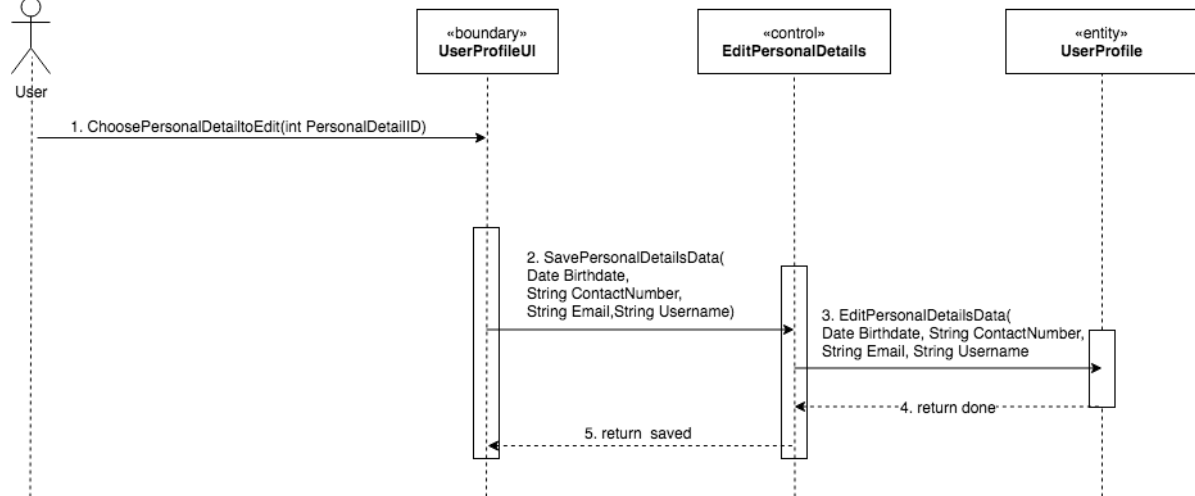 «boundary»
UserProfileUI
«control»
EditPersonalDetails
«entity»
UserProfile
User
1. ChoosePersonalDetailtoEdit(int PersonalDetailID)
2. SavePersonalDetailsData(
Date Birthdate,
String ContactNumber,
String Email,String Username)
3. EditPersonalDetailsData(
Date Birthdate, String ContactNumber,
String Email, String Username
4. return done
5. return saved